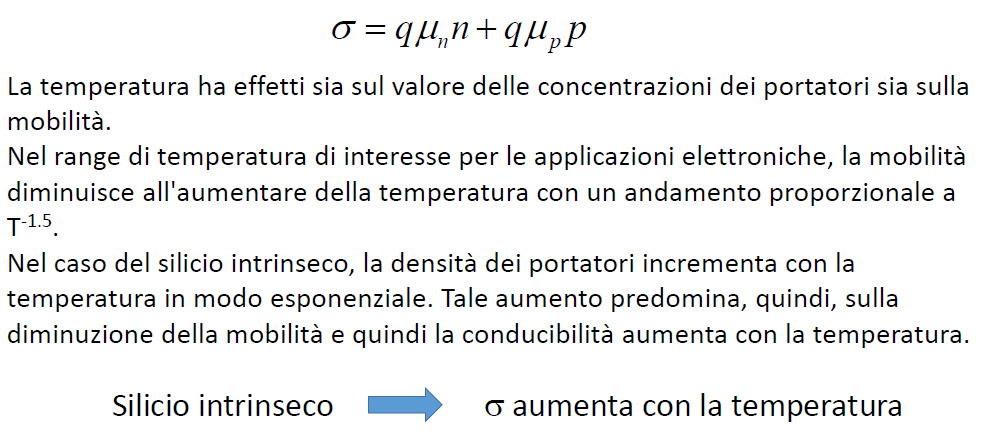 σ = qμₙn + qμₚp
La temperatura ha effetti sia sul valore delle concentrazioni dei portatori sia sulla
mobilità.
Nel range di temperatura di interesse per le applicazioni elettroniche, la mobilità
diminuisce all'aumentare della temperatura con un andamento proporzionale a
T⁻¹·⁵.
Nel caso del silicio intrinseco, la densità dei portatori incrementa con la
temperatura in modo esponenziale. Tale aumento predomina, quindi, sulla
diminuzione della mobilità e quindi la conducibilità aumenta con la temperatura.
Silicio intrinseco σ aumenta con la temperatura